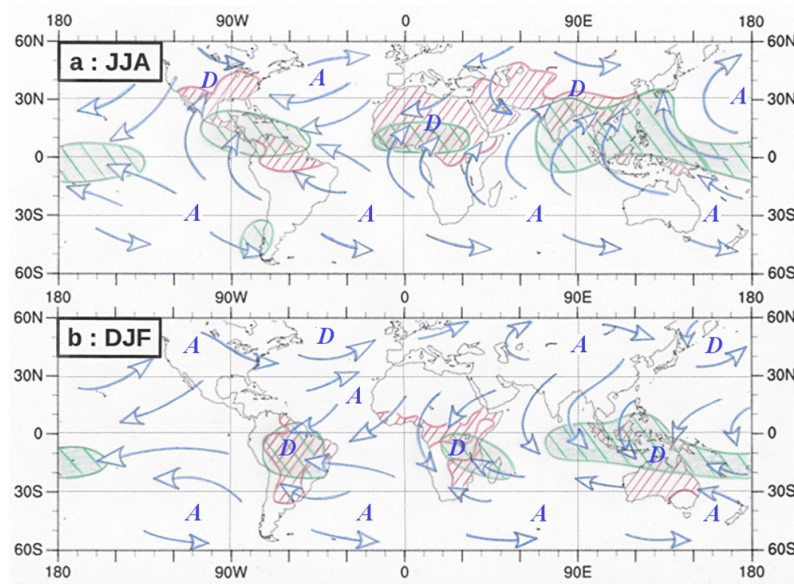 180 90W 0 90E 180
60N 60N
a : JJA
D A D
30N A 30N
D
0 0
30S A A A A 30S
60S 60S
180 90W 0 90E 180
60N 60N
b : DJF A D A D
30N A 30N
0 0
D D D
30S 30S
A A A A
60S 60S
180 90W 0 90E 180